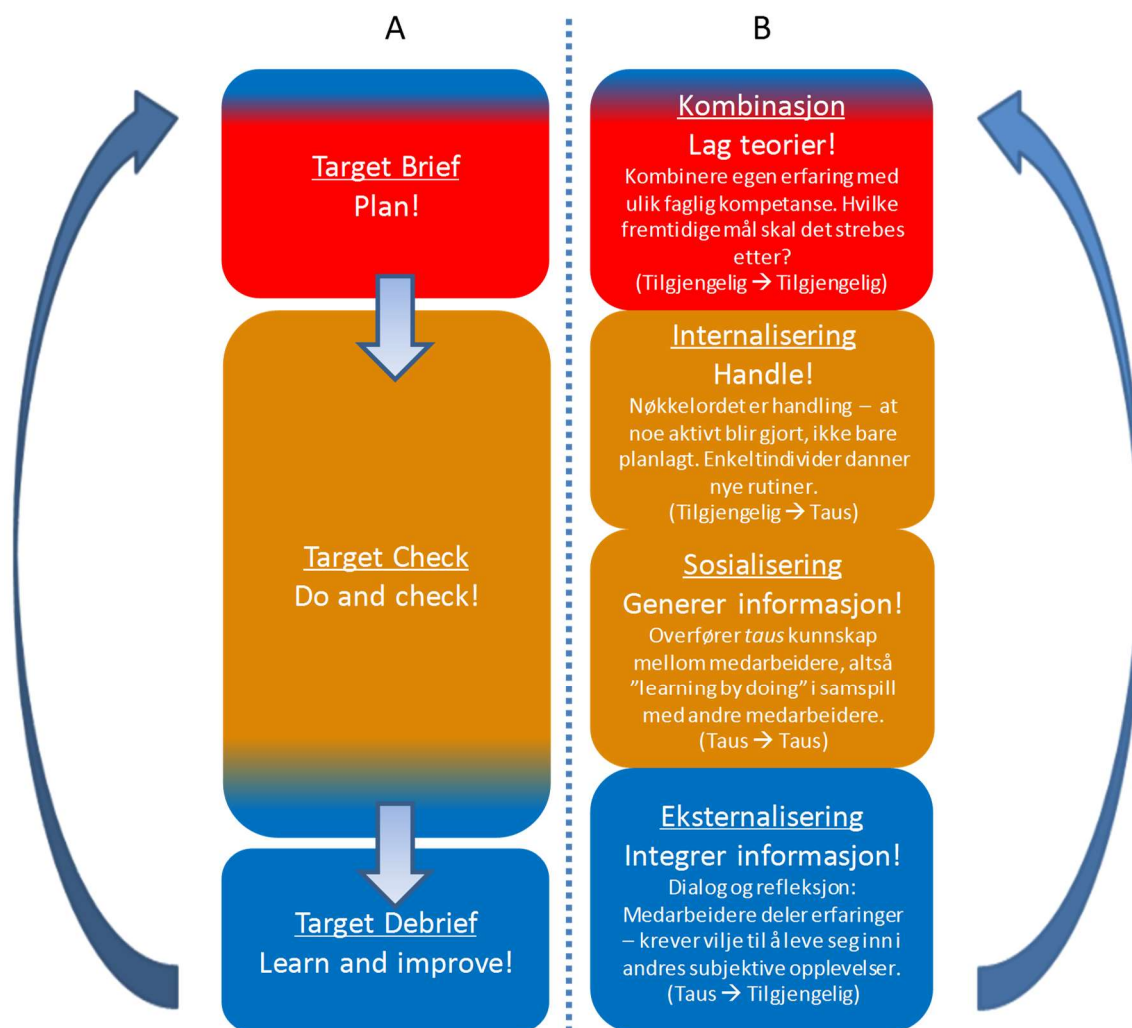 A
Target Brief
Plan!
Target Check
Do and check!
Target Debrief
Learn and improve!
B
Kombinasjon
Lag teorier!
Kombinere egen erfaring med
ulik faglig kompetanse. Hvilke
fremtidige mål skal det strebes
etter?
(Tilgjengelig → Tilgjengelig)
Internalisering
Handle!
Nøkkelordet er handling – at
noe aktivt blir gjort, ikke bare
planlagt. Enkeltindivider danner
nye rutiner.
(Tilgjengelig → Taus)
Sosialisering
Generer informasjon!
Overfører taus kunnskap
mellom medarbeidere, altså
”learning by doing” i samspill
med andre medarbeidere.
(Taus → Taus)
Eksternalisering
Integrer informasjon!
Dialog og refleksjon:
Medarbeidere deler erfaringer
– krever vilje til å leve seg inn i
andres subjektive opplevelser.
(Taus → Tilgjengelig)